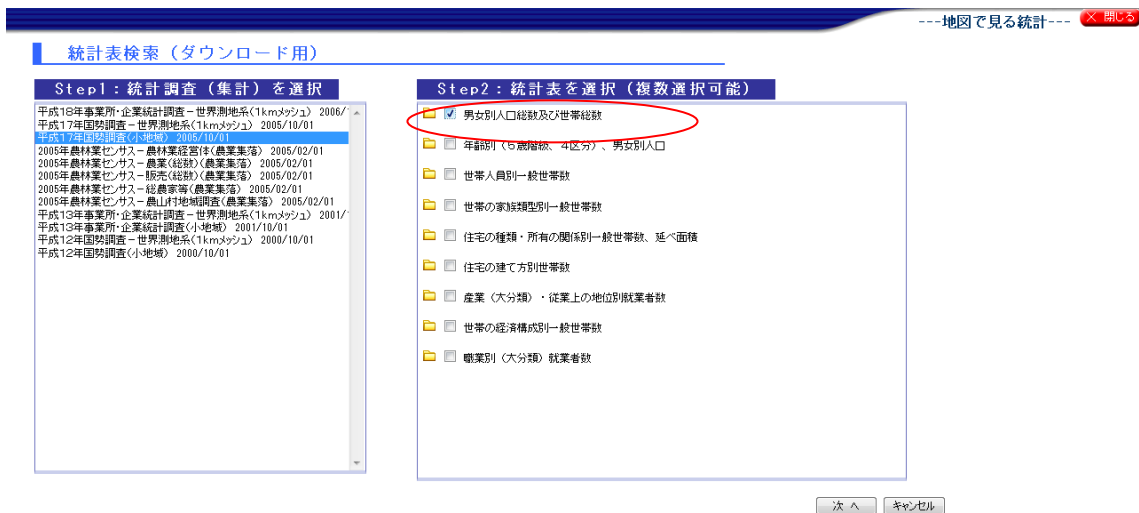 ---地図で見る統計---
× 閉じる
統計表検索（ダウンロード用）
Step1：統計調査（集計）を選択
平成18年事業所・企業統計調査－世界測地系(1kmメッシュ) 2006/
平成17年国勢調査－世界測地系(1kmメッシュ) 2005/10/01
平成17年国勢調査(小地域) 2005/10/01
2005年農林業センサス－農林業経営体(農業集落) 2005/02/01
2005年農林業センサス－農業(総数)(農業集落) 2005/02/01
2005年農林業センサス－販売(総数)(農業集落) 2005/02/01
2005年農林業センサス－総農家等(農業集落) 2005/02/01
2005年農林業センサス－農山村地域調査(農業集落) 2005/02/01
平成13年事業所・企業統計調査－世界測地系(1kmメッシュ) 2001/
平成13年事業所・企業統計調査(小地域) 2001/10/01
平成12年国勢調査－世界測地系(1kmメッシュ) 2000/10/01
平成12年国勢調査(小地域) 2000/10/01
Step2：統計表を選択（複数選択可能）
男女別人口総数及び世帯総数
年齢別（５歳階級、４区分）、男女別人口
世帯人員別一般世帯数
世帯の家族類型別一般世帯数
住宅の種類・所有の関係別一般世帯数、延べ面積
住宅の建て方別世帯数
産業（大分類）・従業上の地位別就業者数
世帯の経済構成別一般世帯数
職業別（大分類）就業者数
次 へ
キャンセル